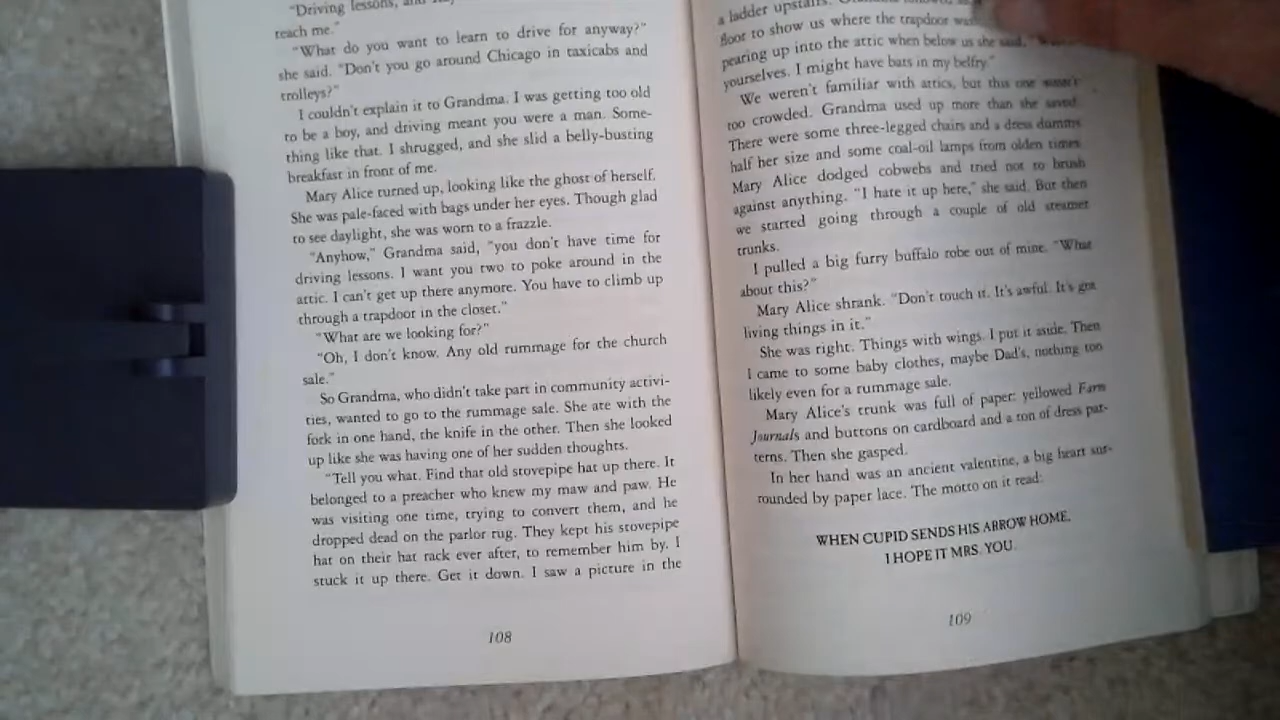 "Driving lessons, and
teach me."
"What do you want to learn to drive for anyway?"
she said. "Don't you go around Chicago in taxicabs and
trolleys?"
I couldn't explain it to Grandma. I was getting too old
to be a boy, and driving meant you were a man. Some-
thing like that. I shrugged, and she slid a belly-busting
breakfast in front of me.
Mary Alice turned up, looking like the ghost of herself.
She was pale-faced with bags under her eyes. Though glad
to see daylight, she was worn to a frazzle.
"Anyhow," Grandma said, "you don't have time for
driving lessons. I want you two to poke around in the
attic. I can't get up there anymore. You have to climb up
through a trapdoor in the closet."
"What are we looking for?"
"Oh, I don't know. Any old rummage for the church
sale."
So Grandma, who didn't take part in community activi-
ties, wanted to go to the rummage sale. She ate with the
fork in one hand, the knife in the other. Then she looked
up like she was having one of her sudden thoughts.
"Tell you what. Find that old stovepipe hat up there. It
belonged to a preacher who knew my maw and paw. He
was visiting one time, trying to convert them, and he
dropped dead on the parlor rug. They kept his stovepipe
hat on their hat rack ever after, to remember him by. I
stuck it up there. Get it down. I saw a picture in the
108
a ladder upstairs. Grandma followed
floor to show us where the trapdoor was
pearing up into the attic when below us she said,
yourselves. I might have bats in my belfry."
We weren't familiar with attics, but this one wasn't
too crowded. Grandma used up more than she saved.
There were some three-legged chairs and a dress dummy
half her size and some coal-oil lamps from olden times.
Mary Alice dodged cobwebs and tried not to brush
against anything. "I hate it up here," she said. But then
we started going through a couple of old steamer
trunks.
I pulled a big furry buffalo robe out of mine. "What
about this?"
Mary Alice shrank. "Don't touch it. It's awful. It's got
living things in it."
She was right. Things with wings. I put it aside. Then
I came to some baby clothes, maybe Dad's, nothing too
likely even for a rummage sale.
Mary Alice's trunk was full of paper: yellowed Farm
Journals and buttons on cardboard and a ton of dress pat-
terns. Then she gasped.
In her hand was an ancient valentine, a big heart sur-
rounded by paper lace. The motto on it read:
WHEN CUPID SENDS HIS ARROW HOME,
I HOPE IT MRS. YOU.
109